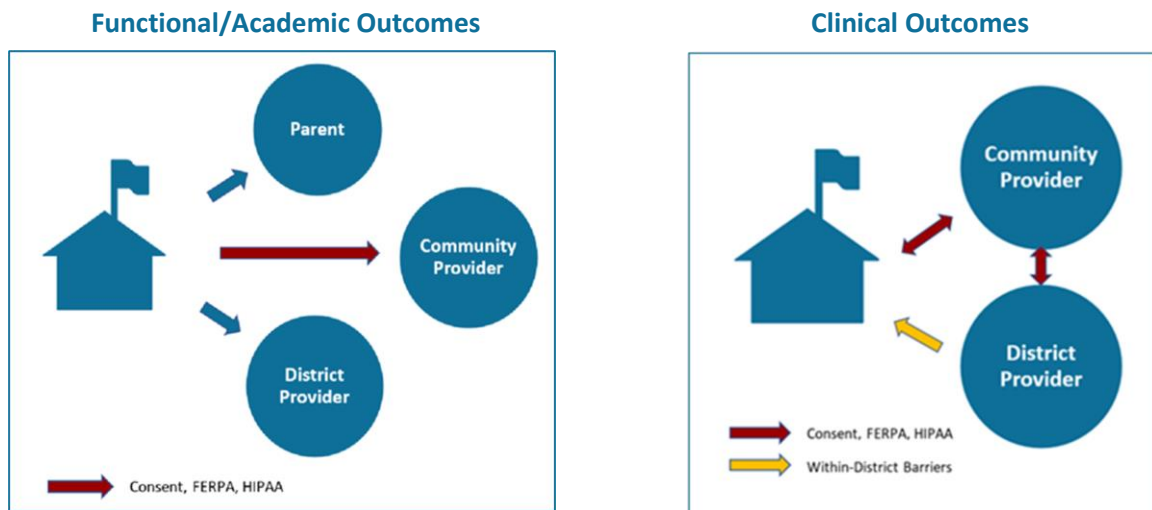 Functional/Academic Outcomes
Parent
Community
Provider
District
Provider
Consent, FERPA, HIPAA
Clinical Outcomes
Community
Provider
District
Provider
Consent, FERPA, HIPAA
Within-District Barriers